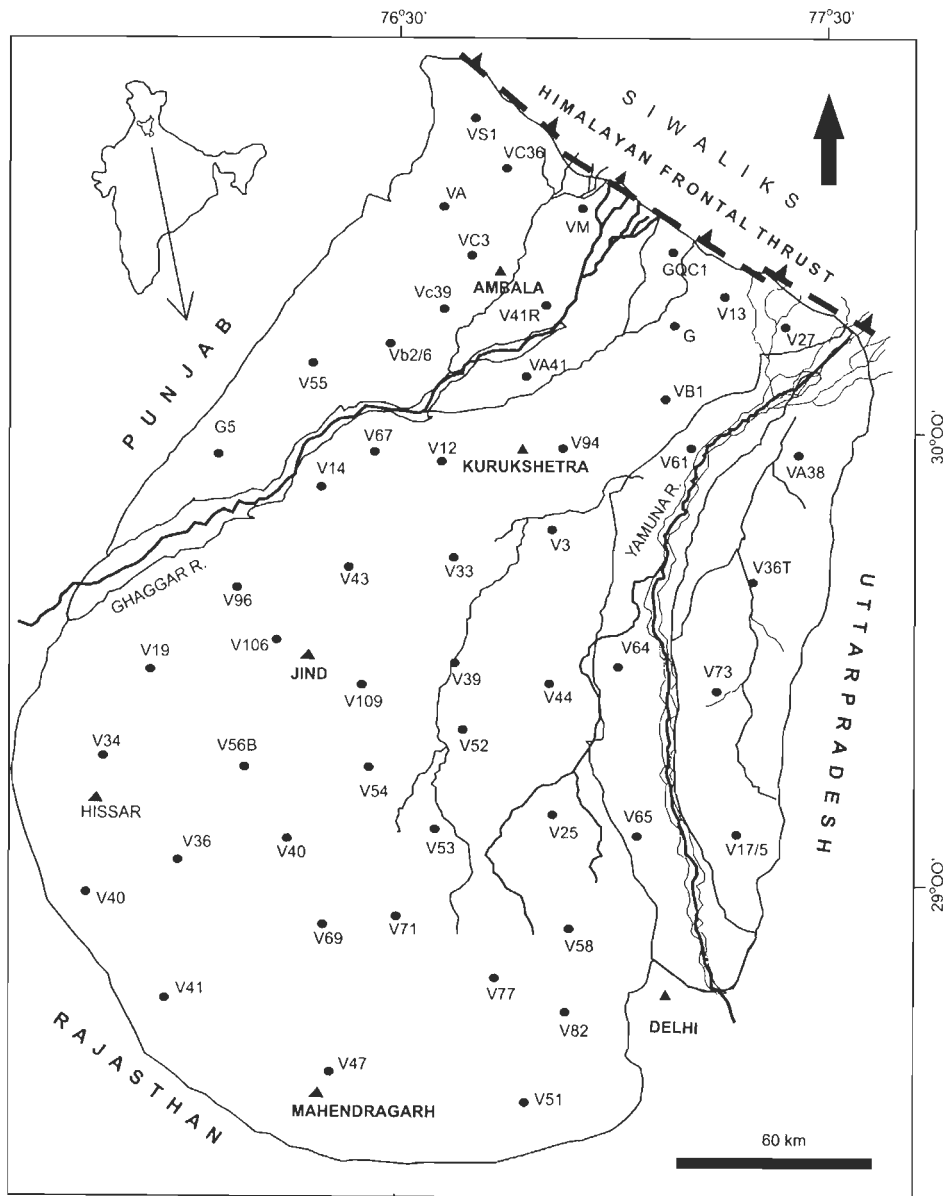 76°30'
77°30'
SIWALIKS
HIMALAYAN FRONTAL THRUST
VS1
VC36
VA
VM
VC3
GOC1
AMBALA
Vc39
V41R
V13
G
V27
PUNJAB
Vb2/6
V55
VA41
VB1
G5
V67
V12
KURUKSHETRA
V94
V61
VA38
30°00'
V14
YAMUNA R.
V3
V33
V43
V36T
GHAGGAR R.
V96
UTTARPRADESH
V106
V19
JIND
V39
V64
V109
V44
V73
V34
V56B
V52
V54
HISSAR
V25
V65
V53
V17/5
V36
V40
V40
29°00'
V69
V71
V58
V41
V77
V82
DELHI
RAJASTHAN
V47
MAHENDRAGARH
V51
60 km